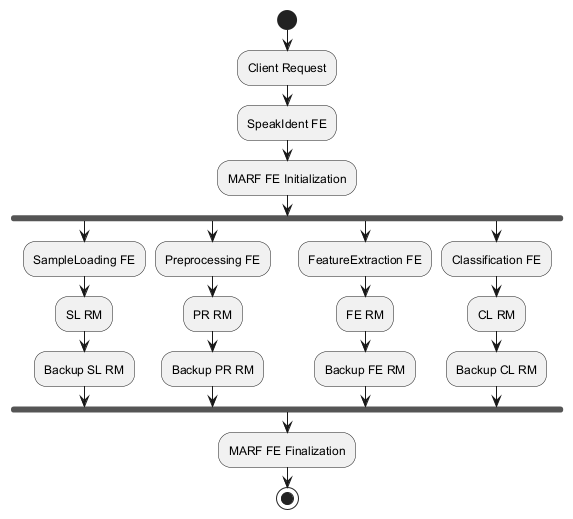 Client Request
SpeakIdent FE
MARF FE Initialization
SampleLoading FE
Preprocessing FE
FeatureExtraction FE
Classification FE
SL RM
PR RM
FE RM
CL RM
Backup SL RM
Backup PR RM
Backup FE RM
Backup CL RM
MARF FE Finalization